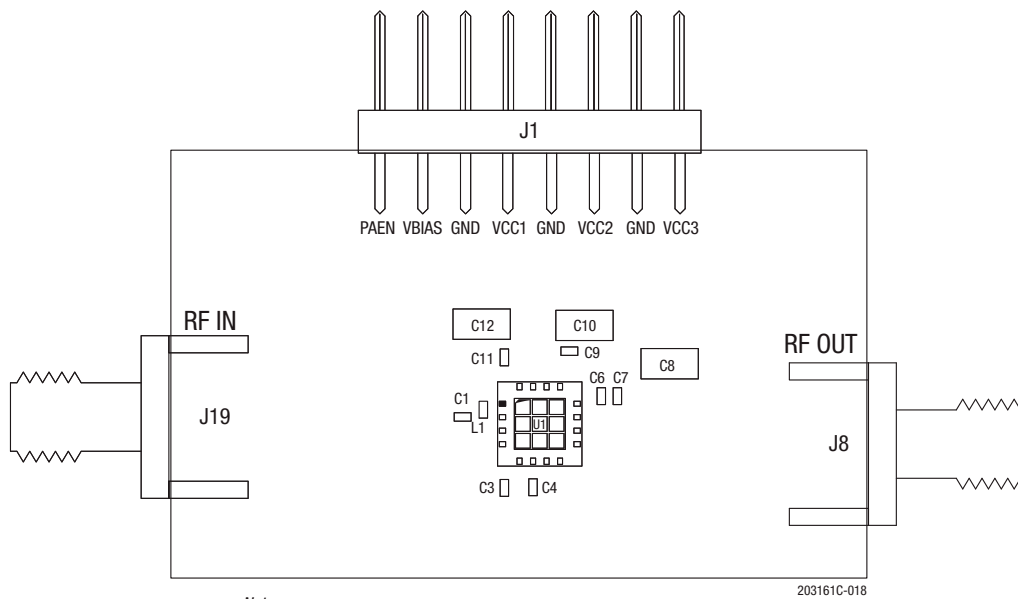 J1
PAEN VBIAS GND VCC1 GND VCC2 GND VCC3
RF IN
C12
C10
C11
C9
RF OUT
C8
C6 C7
C1
L1
U1
J19
J8
C3
C4
203161C-018